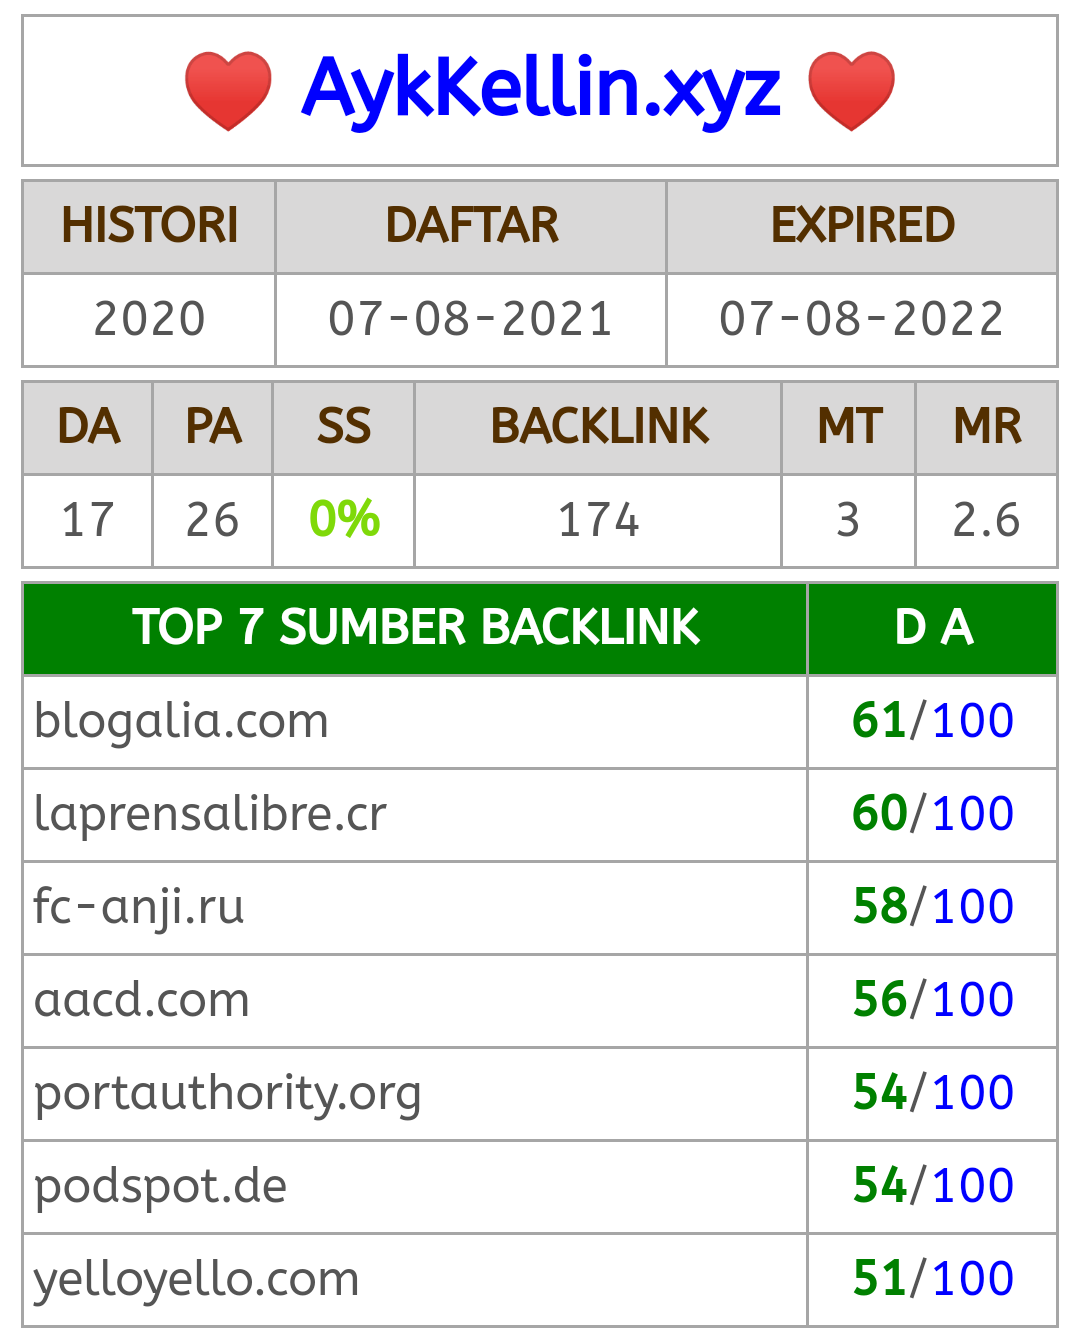 ❤️ AykKellin.xyz ❤️
HISTORI DAFTAR EXPIRED
2020 07-08-2021 07-08-2022
DA PA SS BACKLINK MT MR
17 26 0% 174 3 2.6
TOP 7 SUMBER BACKLINK D A
blogalia.com 61/100
laprensalibre.cr 60/100
fc-anji.ru 58/100
aacd.com 56/100
portauthority.org 54/100
podspot.de 54/100
yelloyello.com 51/100